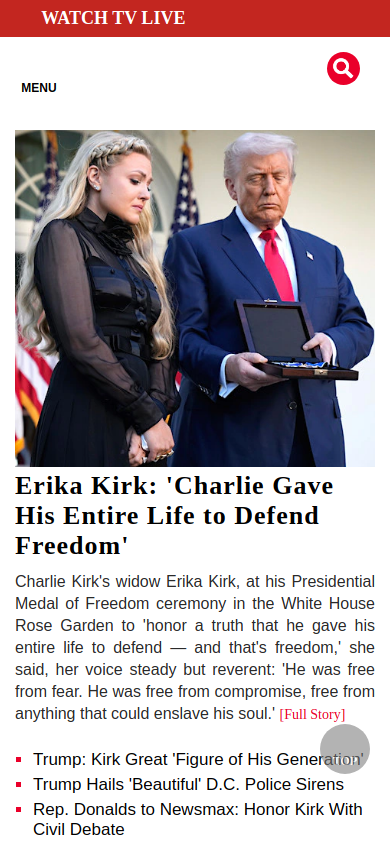 WATCH TV LIVE
MENU
Erika Kirk: 'Charlie Gave
His Entire Life to Defend
Freedom'
Charlie Kirk's widow Erika Kirk, at his Presidential
Medal of Freedom ceremony in the White House
Rose Garden to 'honor a truth that he gave his
entire life to defend — and that's freedom,' she
said, her voice steady but reverent: 'He was free
from fear. He was free from compromise, free from
anything that could enslave his soul.' [Full Story]
Trump: Kirk Great 'Figure of His Generation'
Trump Hails 'Beautiful' D.C. Police Sirens
Rep. Donalds to Newsmax: Honor Kirk With
Civil Debate